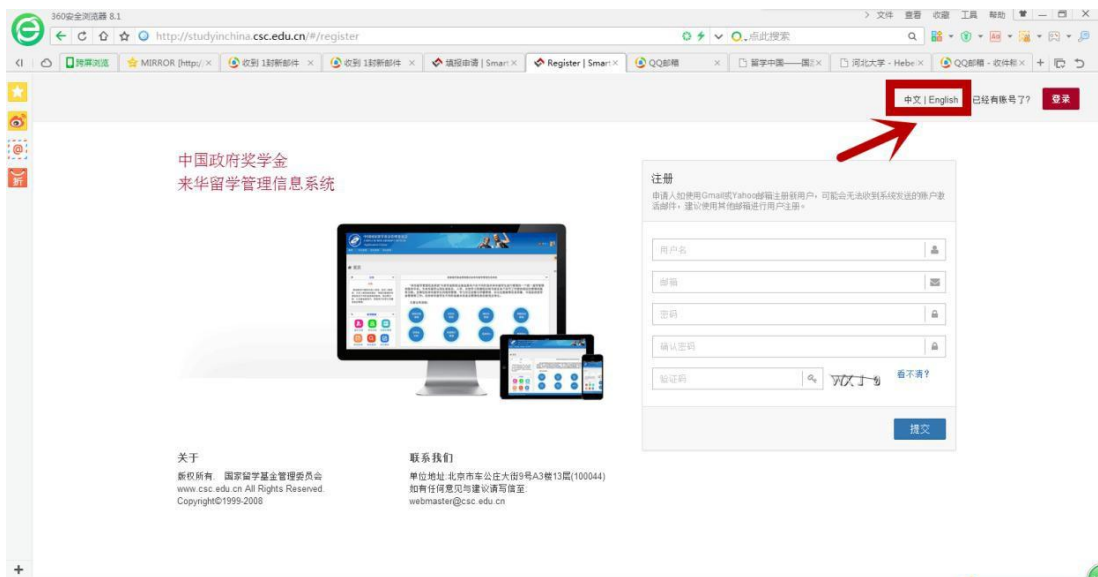 360安全浏览器 8.1
文件 查看 收藏 工具 帮助
http://studyinchina.csc.edu.cn/#/register
点此搜索
跨屏浏览
MIRROR [http:/
收到 1封新邮件
收到 1封新邮件
填报申请 | Smar
Register | Smar
QQ邮箱
留学中国——国
河北大学 - Hebe
QQ邮箱 - 收件
中文 | English
已经有账号了?
登录
中国政府奖学金
来华留学管理信息系统
注册
申请人如使用Gmail或Yahoo邮箱注册新用户,可能会无法收到系统发送的账户激
活邮件,建议使用其他邮箱进行用户注册。
用户名
邮箱
密码
确认密码
验证码
看不清?
提交
关于
版权所有 国家留学基金管理委员会
www.csc.edu.cn All Rights Reserved.
Copyright©1999-2008
联系我们
单位地址:北京市车公庄大街9号A3楼13层(100044)
如有任何意见与建议请写信至:
webmaster@csc.edu.cn